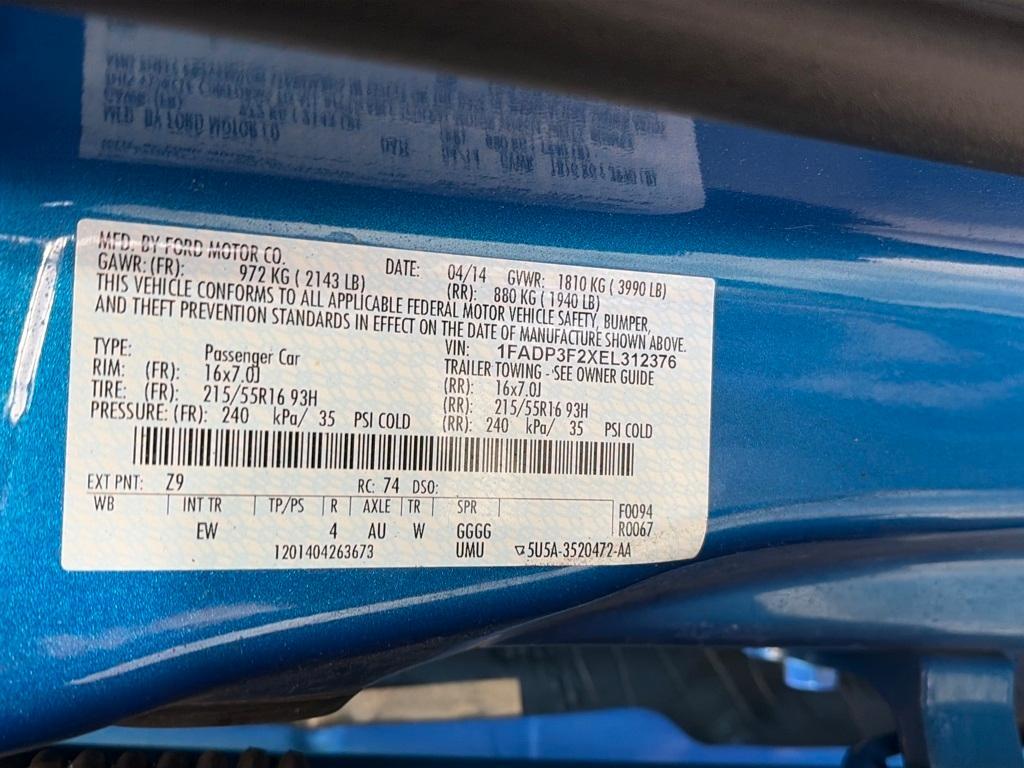 MFD. BY FORD MOTOR CO.
DATE: 04/14 GVWR: 1810 KG ( 3990 LB)
GAWR: (FR): 972 KG ( 2143 LB) (RR): 880 KG ( 1940 LB)
THIS VEHICLE CONFORMS TO ALL APPLICABLE FEDERAL MOTOR VEHICLE SAFETY, BUMPER,
AND THEFT PREVENTION STANDARDS IN EFFECT ON THE DATE OF MANUFACTURE SHOWN ABOVE.
VIN: 1FADP3F2XEL312376
TYPE: Passenger Car TRAILER TOWING - SEE OWNER GUIDE
RIM: (FR): 16x7.0J (RR): 16x7.0J
TIRE: (FR): 215/55R16 93H (RR): 215/55R16 93H
PRESSURE: (FR): 240 kPa/ 35 PSI COLD (RR): 240 kPa/ 35 PSI COLD
EXT PNT: Z9 RC: 74 DSO:
WB INT TR TP/PS R AXLE TR SPR F0094
EW 4 AU W GGGG R0067
1201404263673 UMU 5U5A-3520472-AA